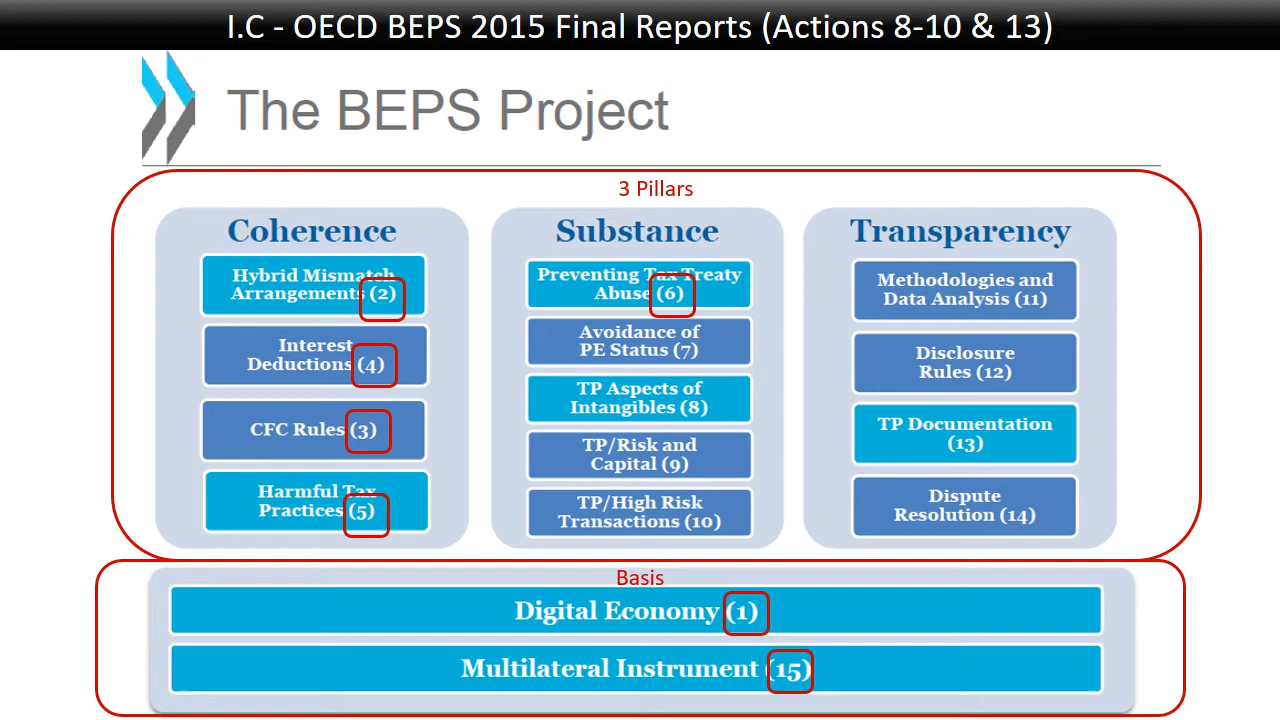 I.C - OECD BEPS 2015 Final Reports (Actions 8-10 & 13)
The BEPS Project
3 Pillars
Coherence
Hybrid Mismatch
Arrangements (2)
Interest
Deductions (4)
CFC Rules (3)
Harmful Tax
Practices (5)
Substance
Preventing Tax Treaty
Abuse (6)
Avoidance of
PE Status (7)
TP Aspects of
Intangibles (8)
TP/Risk and
Capital (9)
TP/High Risk
Transactions (10)
Transparency
Methodologies and
Data Analysis (11)
Disclosure
Rules (12)
TP Documentation
(13)
Dispute
Resolution (14)
Basis
Digital Economy (1)
Multilateral Instrument (15)